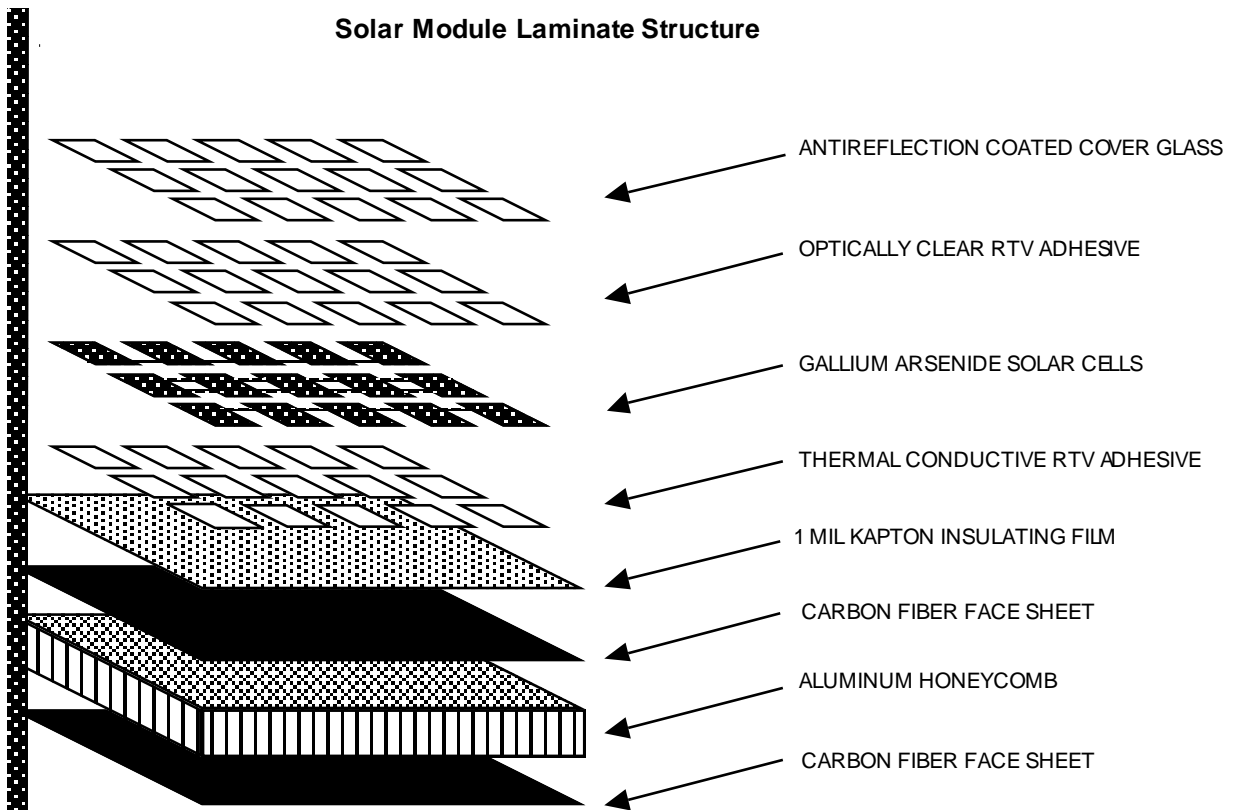 Solar Module Laminate Structure
ANTIREFLECTION COATED COVER GLASS
OPTICALLY CLEAR RTV ADHESIVE
GALLIUM ARSENIDE SOLAR CELLS
THERMAL CONDUCTIVE RTV ADHESIVE
1 MIL KAPTON INSULATING FILM
CARBON FIBER FACE SHEET
ALUMINUM HONEYCOMB
CARBON FIBER FACE SHEET